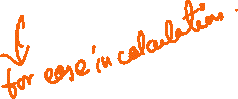 for ease in calculation.